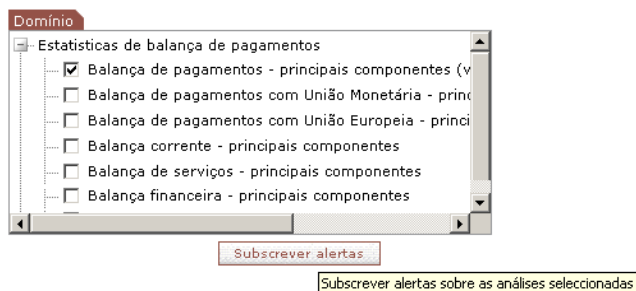 Domínio
Estatisticas de balança de pagamentos
Balança de pagamentos - principais componentes (v
Balança de pagamentos com União Monetária - princ
Balança de pagamentos com União Europeia - princi
Balança corrente - principais componentes
Balança de serviços - principais componentes
Balança financeira - principais componentes
Subscrever alertas
Subscrever alertas sobre as análises seleccionadas